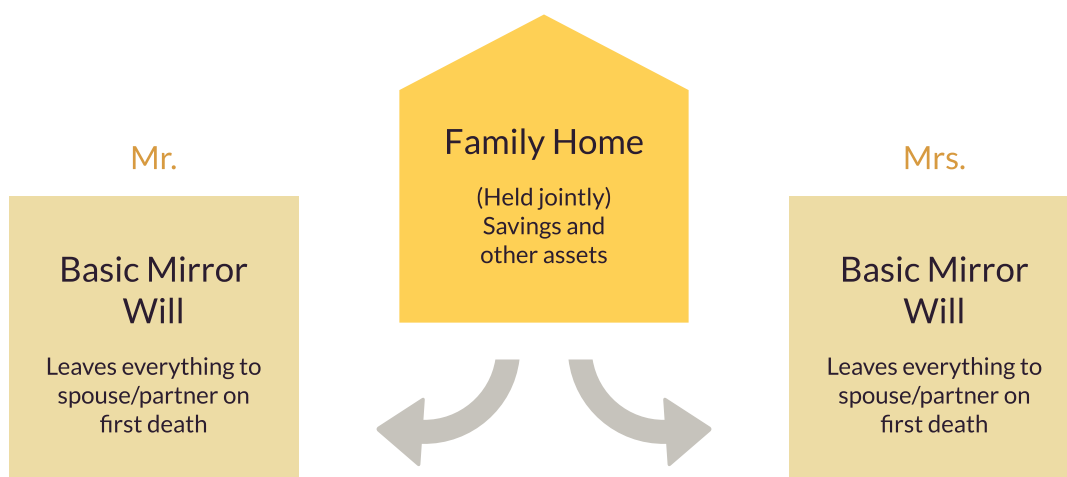 Mr.
Basic Mirror
Will
Leaves everything to
spouse/partner on
first death
Family Home
(Held jointly)
Savings and
other assets
Mrs.
Basic Mirror
Will
Leaves everything to
spouse/partner on
first death